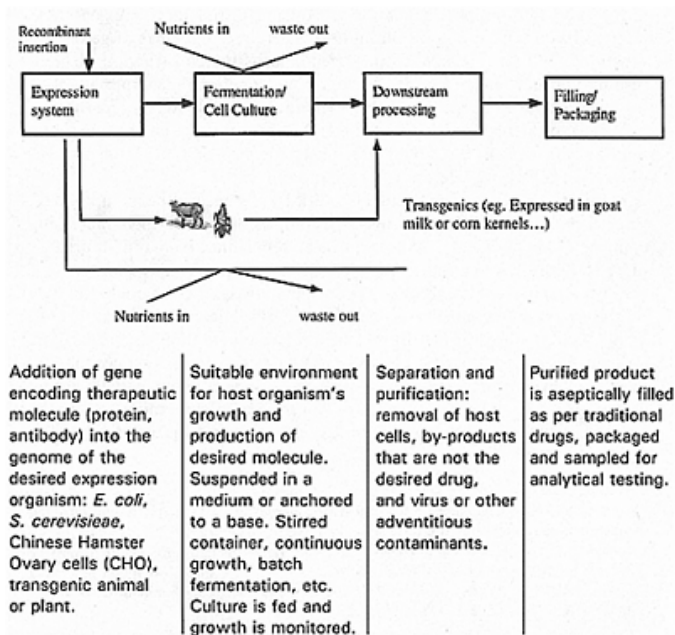 Recombinant
insertion
Nutrients in
waste out
Expression
system
Fermentation/
Cell Culture
Downstream
processing
Filling/
Packaging
Transgenics (eg. Expressed in goat
milk or corn kernels...)
Nutrients in
waste out
Addition of gene
encoding therapeutic
molecule (protein,
antibody) into the
genome of the
desired expression
organism: E. coli,
S. cerevisieae,
Chinese Hamster
Ovary cells (CHO),
transgenic animal
or plant.
Suitable environment
for host organism's
growth and
production of
desired molecule.
Suspended in a
medium or anchored
to a base. Stirred
container, continuous
growth, batch
fermentation, etc.
Culture is fed and
growth is monitored.
Separation and
purification:
removal of host
cells, by-products
that are not the
desired drug,
and virus or other
adventitious
contaminants.
Purified product
is aseptically filled
as per traditional
drugs, packaged
and sampled for
analytical testing.